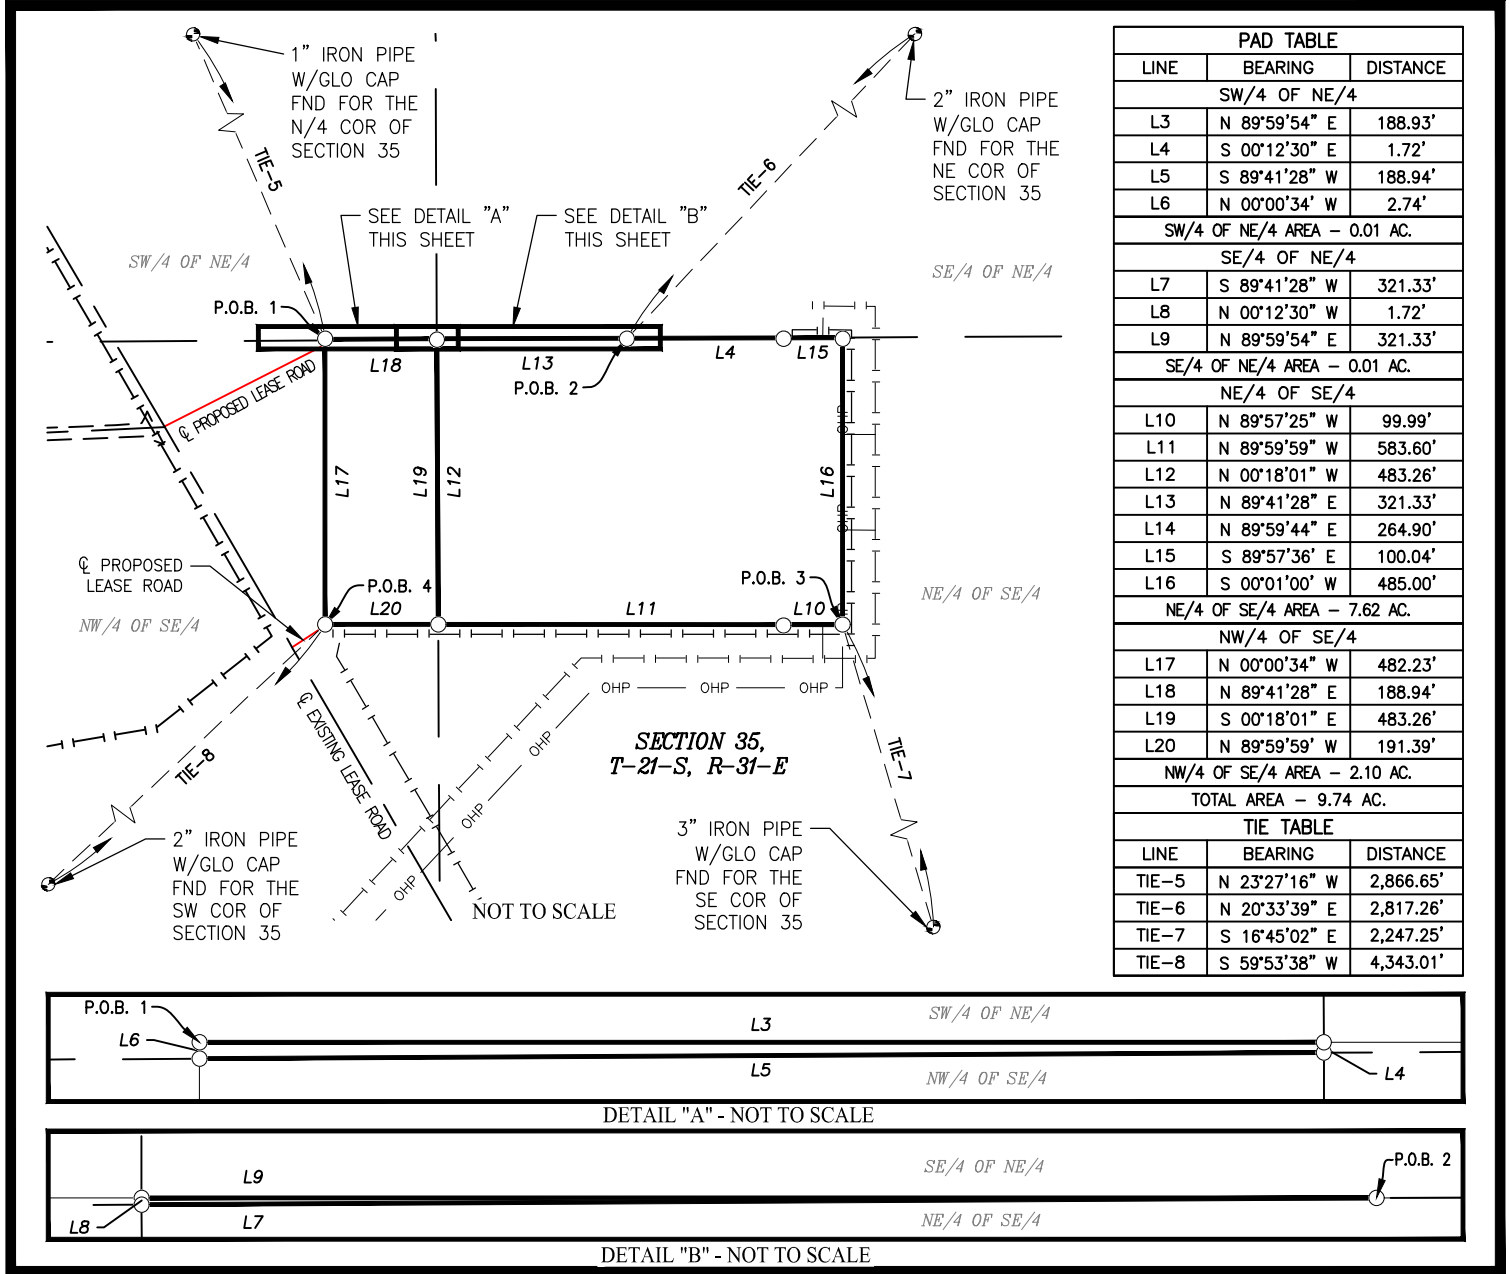 1" IRON PIPE
W/GLO CAP
FND FOR THE
N/4 COR OF
SECTION 35
2" IRON PIPE
W/GLO CAP
FND FOR THE
NE COR OF
SECTION 35
TIE-5
TIE-6
SEE DETAIL "A"
THIS SHEET
SEE DETAIL "B"
THIS SHEET
SW/4 OF NE/4
SE/4 OF NE/4
P.O.B. 1
L18
L13
L4
L15
P.O.B. 2
℄ PROPOSED LEASE ROAD
L17
L19
L12
L16
OHP
OHP
℄ PROPOSED
LEASE ROAD
P.O.B. 4
P.O.B. 3
L20
L11
L10
NW/4 OF SE/4
NE/4 OF SE/4
OHP
OHP
OHP
OHP
OHP
OHP
℄ EXISTING LEASE ROAD
SECTION 35,
T-21-S, R-31-E
TIE-8
TIE-7
2" IRON PIPE
W/GLO CAP
FND FOR THE
SW COR OF
SECTION 35
3" IRON PIPE
W/GLO CAP
FND FOR THE
SE COR OF
SECTION 35
NOT TO SCALE
PAD TABLE
LINE BEARING DISTANCE
SW/4 OF NE/4
L3 N 89°59'54" E 188.93'
L4 S 00°12'30" E 1.72'
L5 S 89°41'28" W 188.94'
L6 N 00°00'34" W 2.74'
SW/4 OF NE/4 AREA - 0.01 AC.
SE/4 OF NE/4
L7 S 89°41'28" W 321.33'
L8 N 00°12'30" W 1.72'
L9 N 89°59'54" E 321.33'
SE/4 OF NE/4 AREA - 0.01 AC.
NE/4 OF SE/4
L10 N 89°57'25" W 99.99'
L11 N 89°59'59" W 583.60'
L12 N 00°18'01" W 483.26'
L13 N 89°41'28" E 321.33'
L14 N 89°59'44" E 264.90'
L15 S 89°57'36' E 100.04'
L16 S 00°01'00' W 485.00'
NE/4 OF SE/4 AREA - 7.62 AC.
NW/4 OF SE/4
L17 N 00°00'34" W 482.23'
L18 N 89°41'28" E 188.94'
L19 S 00°18'01" E 483.26'
L20 N 89°59'59' W 191.39'
NW/4 OF SE/4 AREA - 2.10 AC.
TOTAL AREA - 9.74 AC.
TIE TABLE
LINE BEARING DISTANCE
TIE-5 N 23°27'16" W 2,866.65'
TIE-6 N 20°33'39" E 2,817.26'
TIE-7 S 16°45'02" E 2,247.25'
TIE-8 S 59°53'38" W 4,343.01'
P.O.B. 1
L6
L3
SW/4 OF NE/4
L5
NW/4 OF SE/4
L4
DETAIL "A" - NOT TO SCALE
L9
SE/4 OF NE/4
P.O.B. 2
L8
L7
NE/4 OF SE/4
DETAIL "B" - NOT TO SCALE